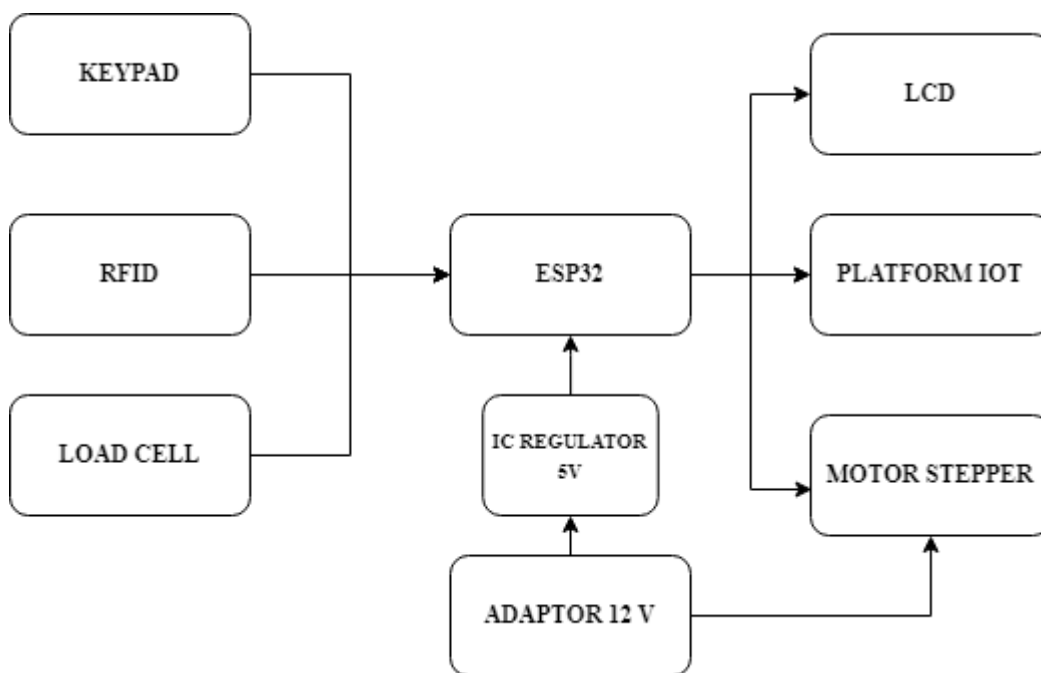 KEYPAD
LCD
RFID
ESP32
PLATFORM IOT
LOAD CELL
IC REGULATOR
5V
MOTOR STEPPER
ADAPTOR 12 V